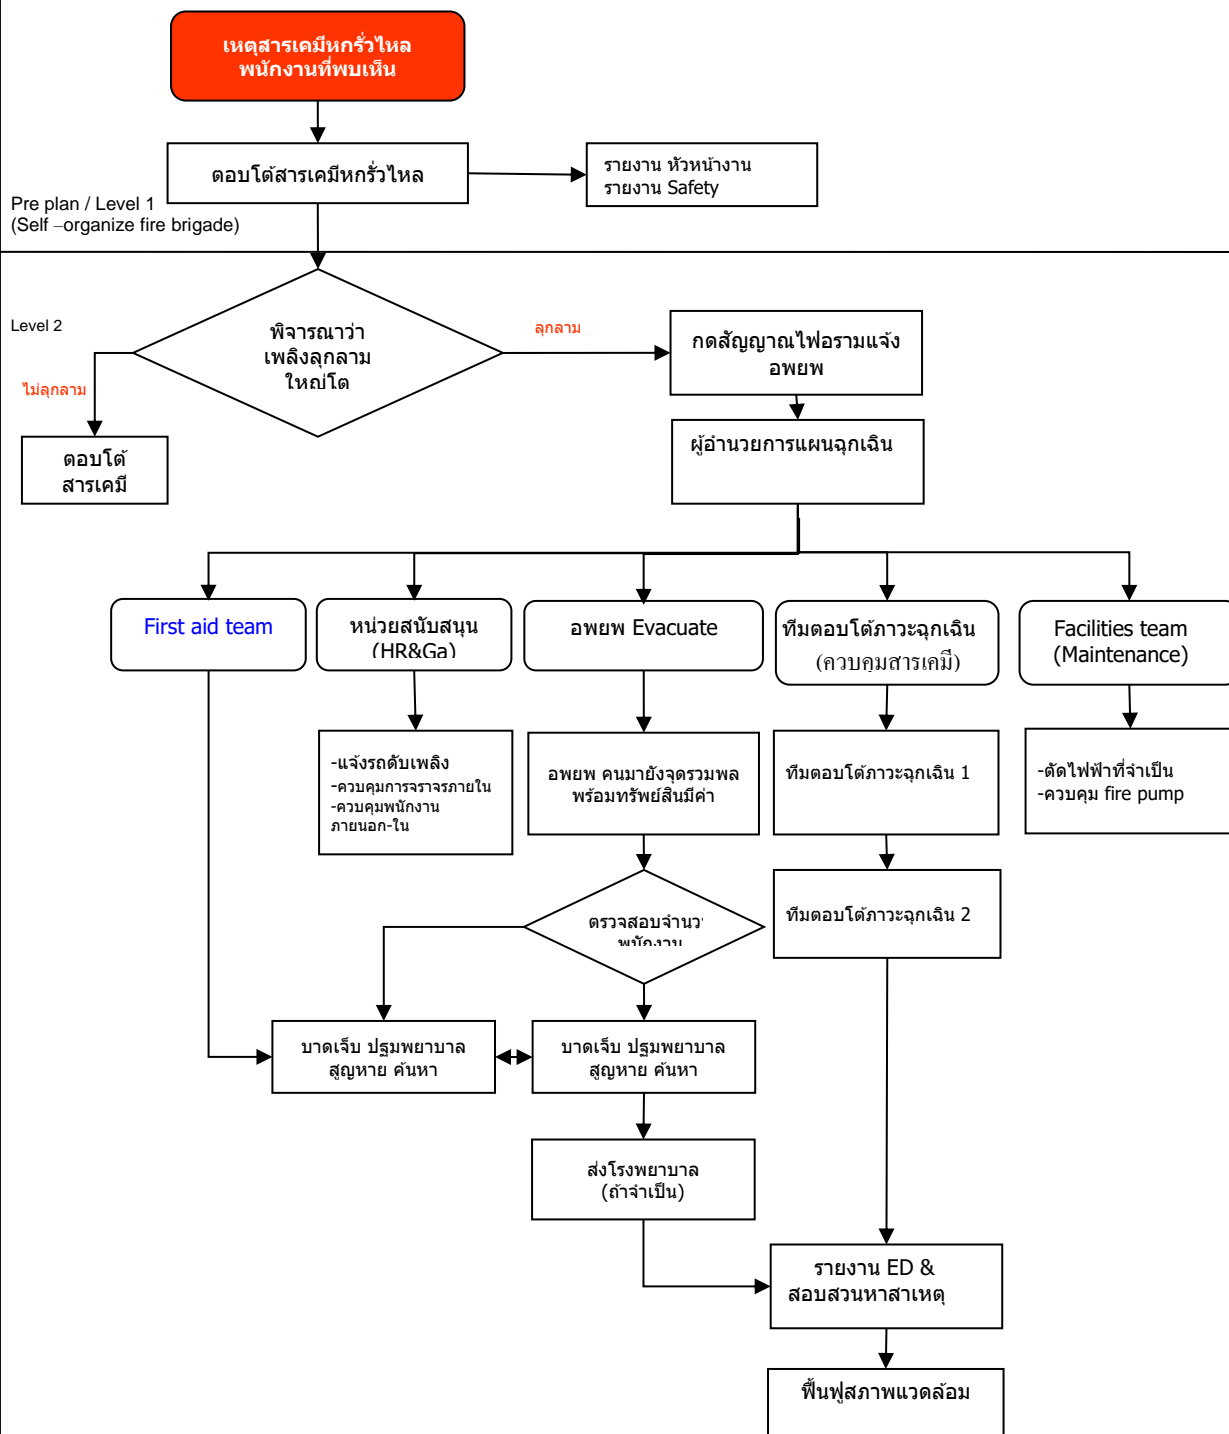 เหตุสารเคมีหกรั่วไหล
พนักงานที่พบเห็น
ตอบโต้สารเคมีหกรั่วไหล
รายงาน หัวหน้างาน
รายงาน Safety
Pre plan / Level 1
(Self –organize fire brigade)
Level 2
พิจารณาว่า
เพลิงลุกลาม
ใหญ่โต
ลุกลาม
ไม่ลุกลาม
กดสัญญาณไฟอรามแจ้ง
อพยพ
ตอบโต้
สารเคมี
ผู้อำนวยการแผนฉุกเฉิน
First aid team
หน่วยสนับสนุน
(HR&Ga)
อพยพ Evacuate
ทีมตอบโต้ภาวะฉุกเฉิน
(ควบคุมสารเคมี)
Facilities team
(Maintenance)
-แจ้งรถดับเพลิง
-ควบคุมการจราจรภายใน
-ควบคุมพนักงาน
ภายนอก-ใน
อพยพ คนมายังจุดรวมพล
พร้อมทรัพย์สินมีค่า
ทีมตอบโต้ภาวะฉุกเฉิน 1
-ตัดไฟฟ้าที่จำเป็น
-ควบคุม fire pump
ทีมตอบโต้ภาวะฉุกเฉิน 2
ตรวจสอบจำนว
พนักงาน
บาดเจ็บ ปฐมพยาบาล
สูญหาย ค้นหา
บาดเจ็บ ปฐมพยาบาล
สูญหาย ค้นหา
ส่งโรงพยาบาล
(ถ้าจำเป็น)
รายงาน ED &
สอบสวนหาสาเหตุ
ฟื้นฟูสภาพแวดล้อม